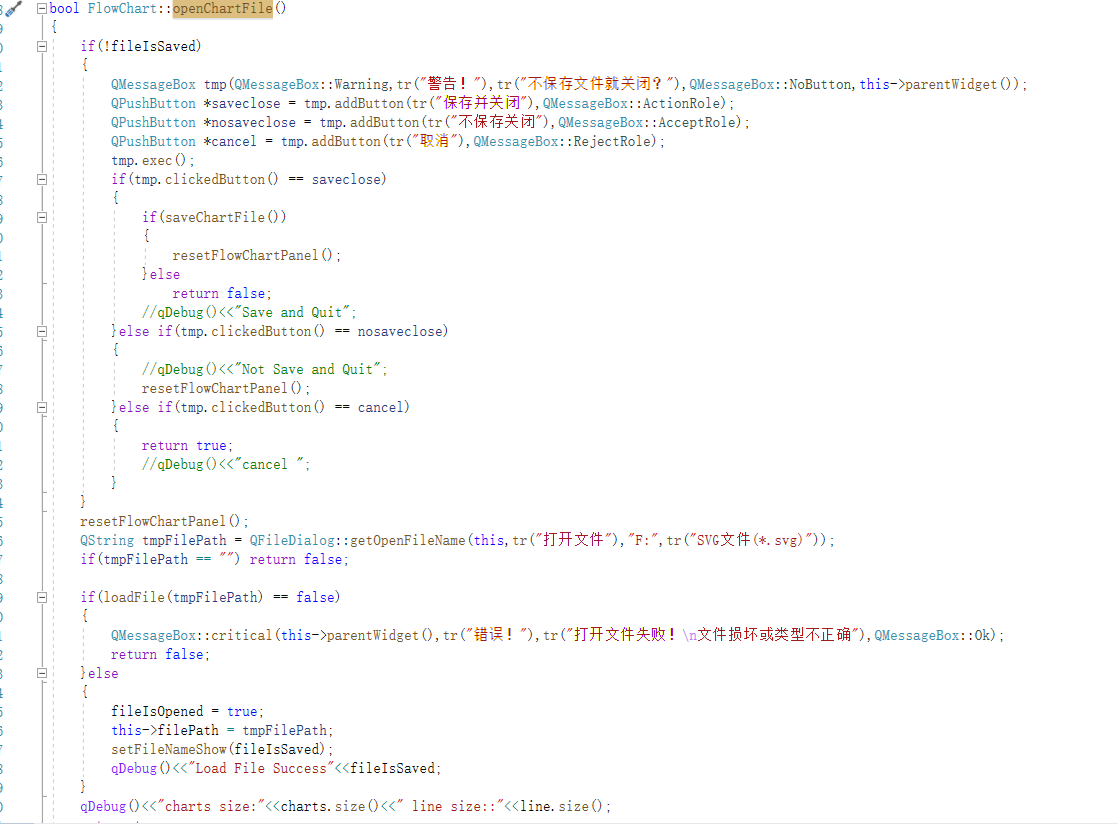 bool FlowChart::openChartFile()
{
if(!fileIsSaved)
{
QMessageBox tmp(QMessageBox::Warning,tr("警告！"),tr("不保存文件就关闭？"),QMessageBox::NoButton,this->parentWidget());
QPushButton *saveclose = tmp.addButton(tr("保存并关闭"),QMessageBox::ActionRole);
QPushButton *nosaveclose = tmp.addButton(tr("不保存关闭"),QMessageBox::AcceptRole);
QPushButton *cancel = tmp.addButton(tr("取消"),QMessageBox::RejectRole);
tmp.exec();
if(tmp.clickedButton() == saveclose)
{
if(saveChartFile())
{
resetFlowChartPanel();
}else
return false;
//qDebug()<<"Save and Quit";
}else if(tmp.clickedButton() == nosaveclose)
{
//qDebug()<<"Not Save and Quit";
resetFlowChartPanel();
}else if(tmp.clickedButton() == cancel)
{
return true;
//qDebug()<<"cancel ";
}
}
resetFlowChartPanel();
QString tmpFilePath = QFileDialog::getOpenFileName(this,tr("打开文件"),"F:",tr("SVG文件(*.svg)"));
if(tmpFilePath == "") return false;
if(loadFile(tmpFilePath) == false)
{
QMessageBox::critical(this->parentWidget(),tr("错误！"),tr("打开文件失败！\n文件损坏或类型不正确"),QMessageBox::Ok);
return false;
}else
{
fileIsOpened = true;
this->filePath = tmpFilePath;
setFileNameShow(fileIsSaved);
qDebug()<<"Load File Success"<<fileIsSaved;
}
qDebug()<<"charts size:"<<charts.size()<<" line size::"<<line.size();